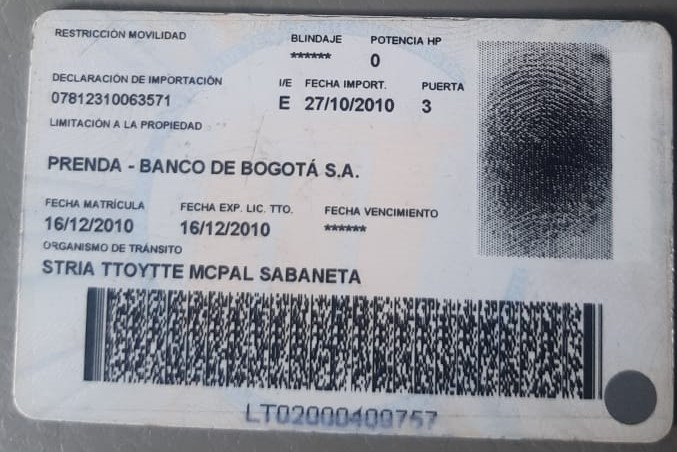 RESTRICCIÓN MOVILIDAD BLINDAJE POTENCIA HP
****** 0
DECLARACIÓN DE IMPORTACIÓN I/E FECHA IMPORT. PUERTA
07812310063571 E 27/10/2010 3
LIMITACIÓN A LA PROPIEDAD
PRENDA - BANCO DE BOGOTÁ S.A.
FECHA MATRÍCULA FECHA EXP. LIC. TTO. FECHA VENCIMIENTO
16/12/2010 16/12/2010 ******
ORGANISMO DE TRÁNSITO
STRIA TTOYTTE MCPAL SABANETA
LT02000409757